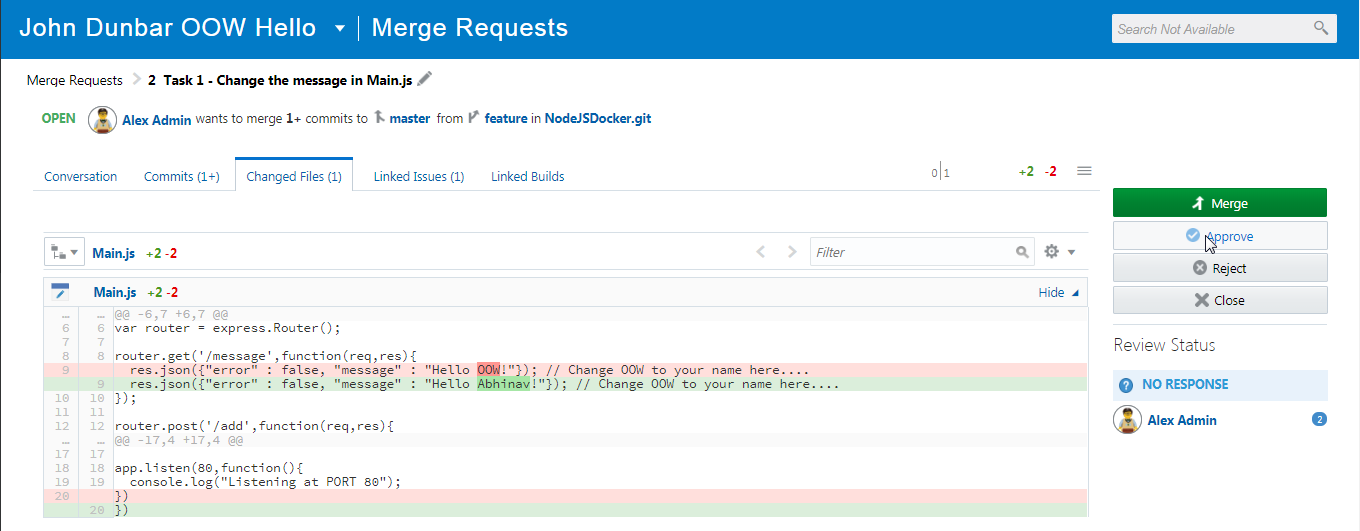 John Dunbar OOW Hello Merge Requests
Search Not Available
Merge Requests 2 Task 1 - Change the message in Main.js
OPEN Alex Admin wants to merge 1+ commits to master from feature in NodeJSDocker.git
Conversation Commits (1+) Changed Files (1) Linked Issues (1) Linked Builds 0 1 +2 -2
Merge
Approve
Reject
Close
Review Status
NO RESPONSE
Alex Admin 2
Main.js +2 -2 Filter
Main.js +2 -2 Hide
... ... @@ -6,7 +6,7 @@
6 6 var router = express.Router();
7 7
8 8 router.get('/message',function(req,res){
9 res.json({"error" : false, "message" : "Hello OOW!"}); // Change OOW to your name here....
9 res.json({"error" : false, "message" : "Hello Abhinav!"}); // Change OOW to your name here....
10 10 });
11 11
12 12 router.post('/add',function(req,res){
... ... @@ -17,4 +17,4 @@
17 17
18 18 app.listen(80,function(){
19 19 console.log("Listening at PORT 80");
20 })
20 })